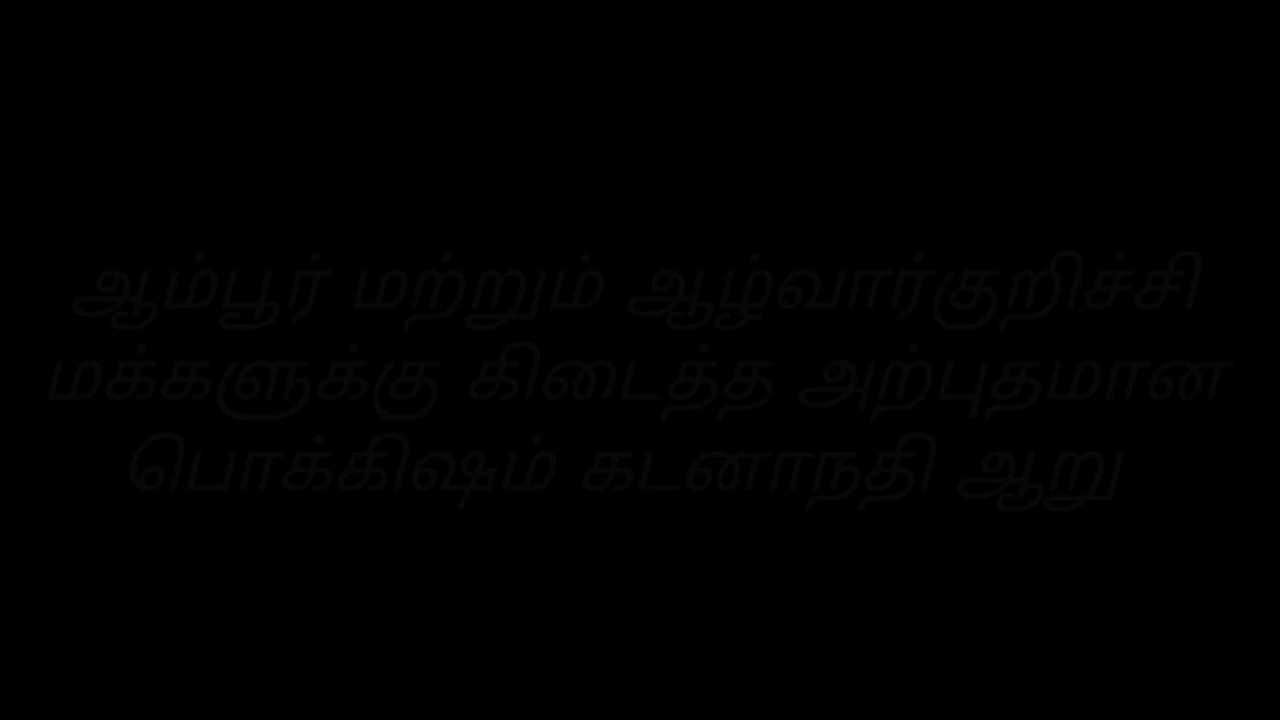 ஆம்பூர் மற்றும் ஆழ்வார்குறிச்சி
மக்களுக்கு கிடைத்த அற்புதமான
பொக்கிஷம் கடனாநதி ஆறு